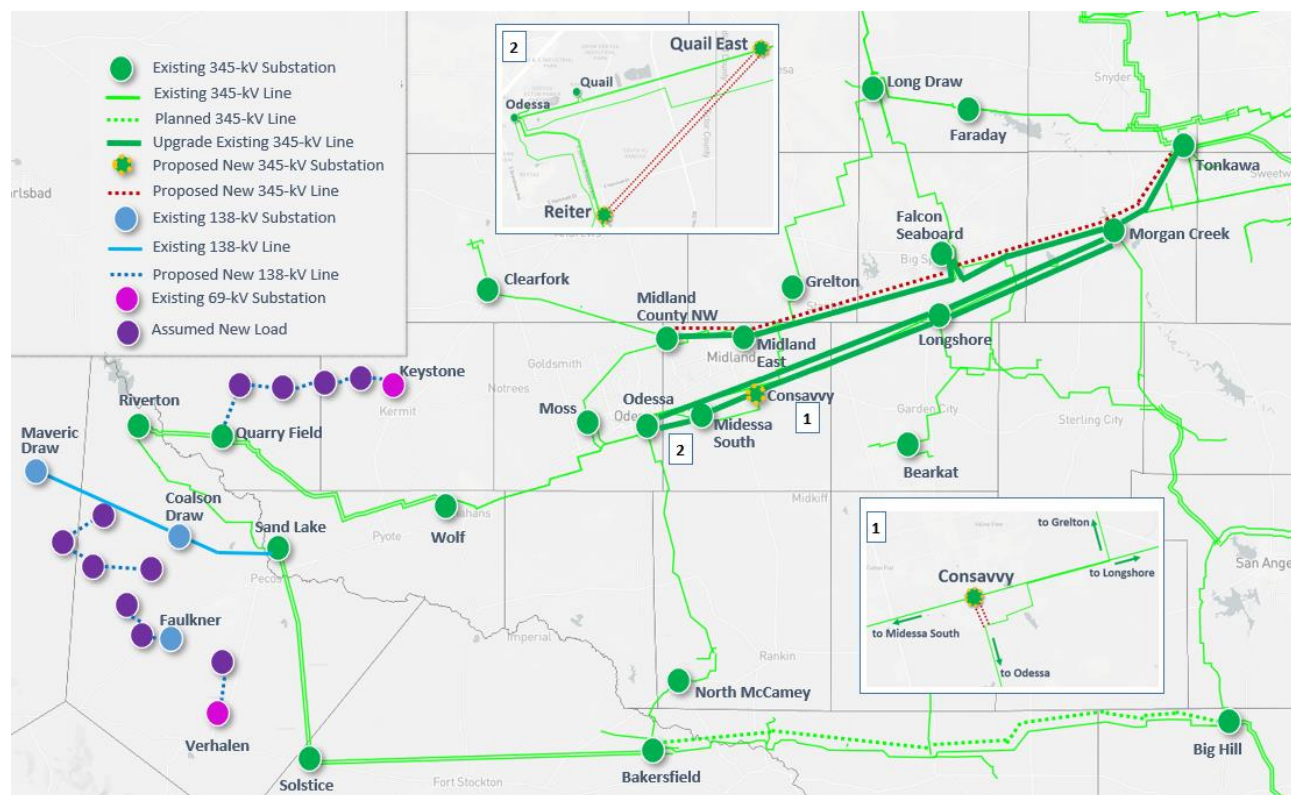 Existing 345-kV Substation
Existing 345-kV Line
Planned 345-kV Line
Upgrade Existing 345-kV Line
Proposed New 345-kV Substation
Proposed New 345-kV Line
Existing 138-kV Substation
Existing 138-kV Line
Proposed New 138-kV Line
Existing 69-kV Substation
Assumed New Load
arlsbad
2
Quail East
Quail
Odessa
Reiter
Long Draw
Faraday
Snyder
Tonkawa
Sweetw
Falcon
Seaboard
Big Sp
Morgan Creek
Clearfork
Grelton
Midland
County NW
Midland
East
Midland
Longshore
Goldsmith
Notrees
Keystone
Kermit
Riverton
Quarry Field
Moss
Odessa
Consavvy
Midessa
South
1
2
Garden City
Sterling City
Bearkat
Maveric
Draw
Coalson
Draw
Sand Lake
Wolf
Pyote
Pecos
Midkiff
1
to Grelton
Consavvy
to Longshore
to Midessa South
to Odessa
San Ange
Faulkner
Imperial
Rankin
North McCamey
Verhalen
Solstice
Fort Stockton
Bakersfield
Big Hill